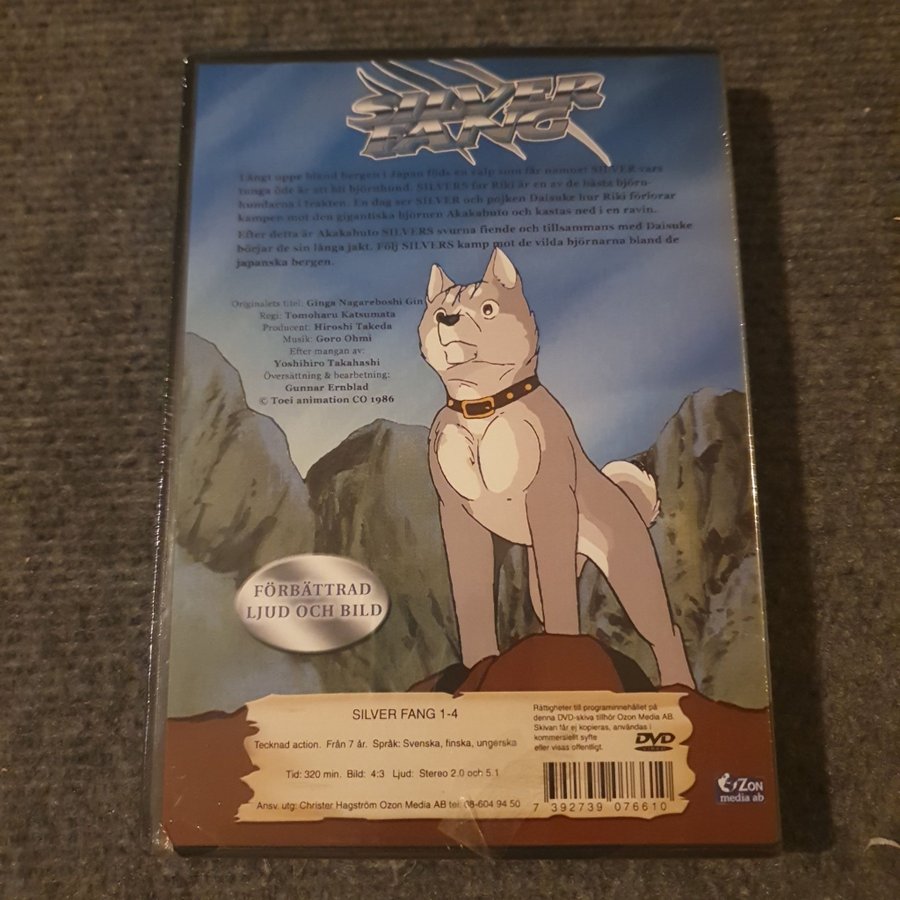 SILVER
FANG
Långt uppe bland bergen i Japan föds en valp som får namnet SILVER vars
tunga öde är att bli björnhund. SILVERS far Riki är en av de bästa björn-
hundarna i trakten. En dag ser SILVER och pojken Daisuke hur Riki förlorar
kampen mot den gigantiska björnen Akakabuto och kastas ned i en ravin.
Efter detta är Akakabuto SILVERS svurna fiende och tillsammans med Daisuke
börjar de sin långa jakt. Följ SILVERS kamp mot de vilda björnarna bland de
japanska bergen.
Originalets titel: Ginga Nagareboshi Gin
Regi: Tomoharu Katsumata
Producent: Hiroshi Takeda
Musik: Goro Ohmi
Efter mangan av:
Yoshihiro Takahashi
Översättning & bearbetning:
Gunnar Ernblad
© Toei animation CO 1986
FÖRBÄTTRAD
LJUD OCH BILD
SILVER FANG 1-4
Tecknad action. Från 7 år. Språk: Svenska, finska, ungerska
Tid: 320 min. Bild: 4:3 Ljud: Stereo 2.0 och 5.1
Ansv. utg: Christer Hagström Ozon Media AB tel: 08-604 94 50
Rättigheter till programinnehållet på
denna DVD-skiva tillhör Ozon Media AB.
Skivan får ej kopieras, användas i
kommersiellt syfte
eller visas offentligt.
DVD
VIDEO
7 392739 076610
OZON
media ab